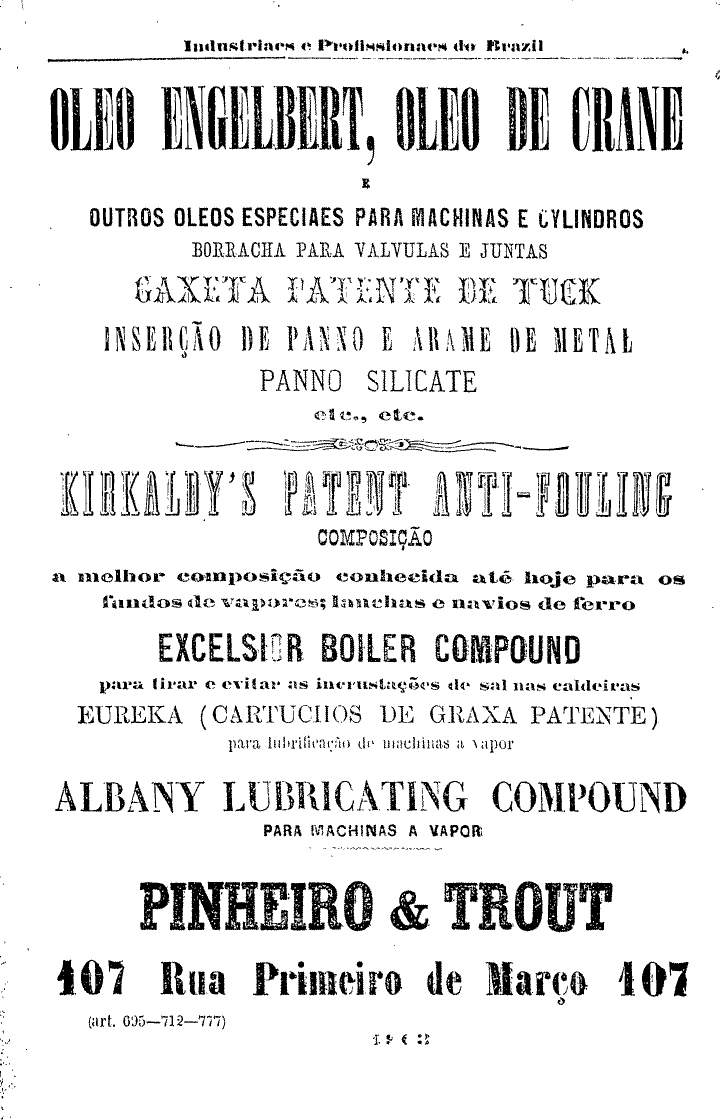 Industriaes e Profissionaes do Brazil
OLEO ENGELBERT, OLEO DE CRANE
E
OUTROS OLEOS ESPECIAES PARA MACHINAS E CYLINDROS
BORRACHA PARA VALVULAS E JUNTAS
GAXETA PATENTE DE TUCK
INSERÇÃO DE PANNO E ARAME DE METAL
PANNO SILICATE
etc., etc.
KIRKALDY'S PATENT ANTI-FOULING
COMPOSIÇÃO
a melhor composição conhecida até hoje para os
fundos de vapores; lanchas e navios de ferro
EXCELSIOR BOILER COMPOUND
para tirar e evitar as incrustações de sal nas caldeiras
EUREKA (CARTUCHOS DE GRAXA PATENTE)
para lubrificação de machinas a vapor
ALBANY LUBRICATING COMPOUND
PARA MACHINAS A VAPOR
PINHEIRO & TROUT
107 Rua Primeiro de Março 107
(art. 695—712—777)